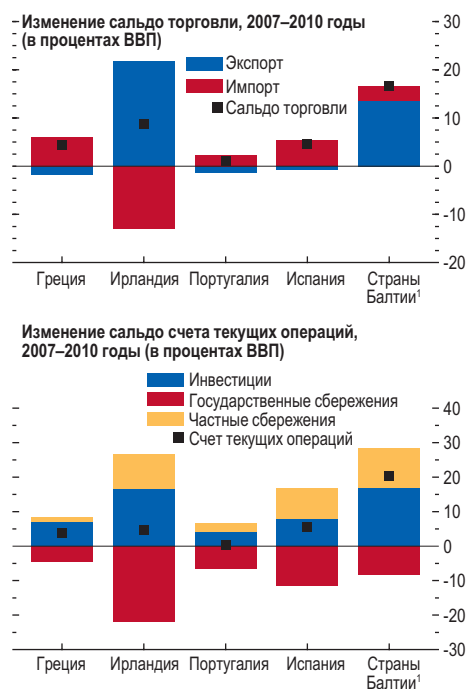 Изменение сальдо торговли, 2007–2010 годы
(в процентах ВВП)
Экспорт
Импорт
Сальдо торговли
30
20
10
0
-10
-20
Греция
Ирландия
Португалия
Испания
Страны
Балтии¹
Изменение сальдо счета текущих операций,
2007–2010 годы (в процентах ВВП)
Инвестиции
Государственные сбережения
Частные сбережения
Счет текущих операций
40
30
20
10
0
-10
-20
-30
Греция
Ирландия
Португалия
Испания
Страны
Балтии¹